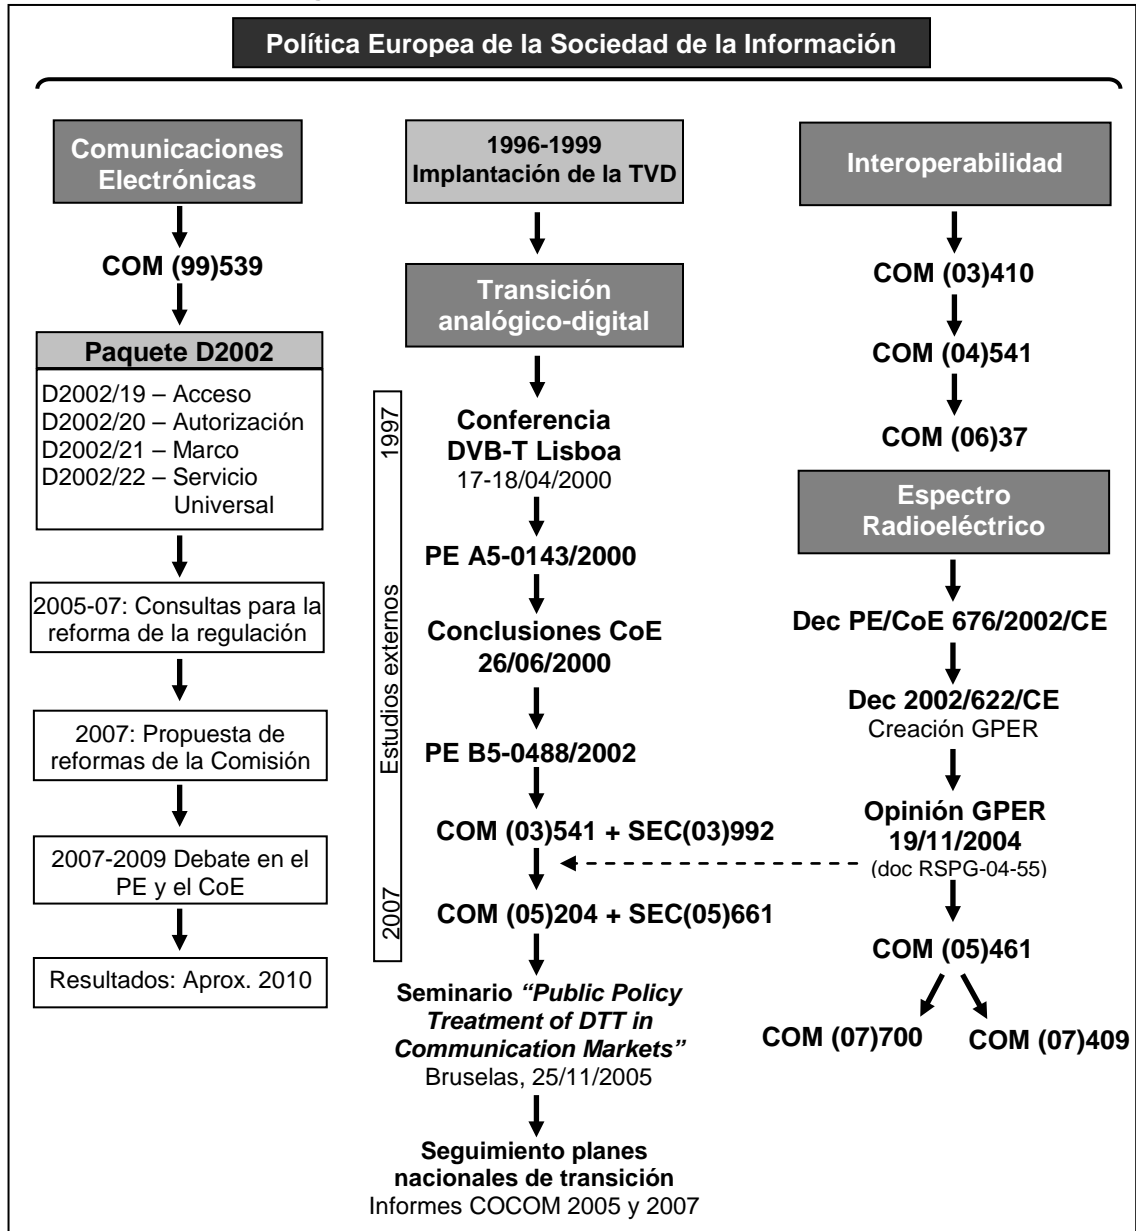 Política Europea de la Sociedad de la Información
Comunicaciones
Electrónicas
COM (99)539
Paquete D2002
D2002/19 – Acceso
D2002/20 – Autorización
D2002/21 – Marco
D2002/22 – Servicio
Universal
2005-07: Consultas para la
reforma de la regulación
2007: Propuesta de
reformas de la Comisión
2007-2009 Debate en el
PE y el CoE
Resultados: Aprox. 2010
1996-1999
Implantación de la TVD
Transición
analógico-digital
1997
Estudios externos
2007
Conferencia
DVB-T Lisboa
17-18/04/2000
PE A5-0143/2000
Conclusiones CoE
26/06/2000
PE B5-0488/2002
COM (03)541 + SEC(03)992
COM (05)204 + SEC(05)661
Seminario “Public Policy
Treatment of DTT in
Communication Markets”
Bruselas, 25/11/2005
Seguimiento planes
nacionales de transición
Informes COCOM 2005 y 2007
Interoperabilidad
COM (03)410
COM (04)541
COM (06)37
Espectro
Radioeléctrico
Dec PE/CoE 676/2002/CE
Dec 2002/622/CE
Creación GPER
Opinión GPER
19/11/2004
(doc RSPG-04-55)
COM (05)461
COM (07)700
COM (07)409